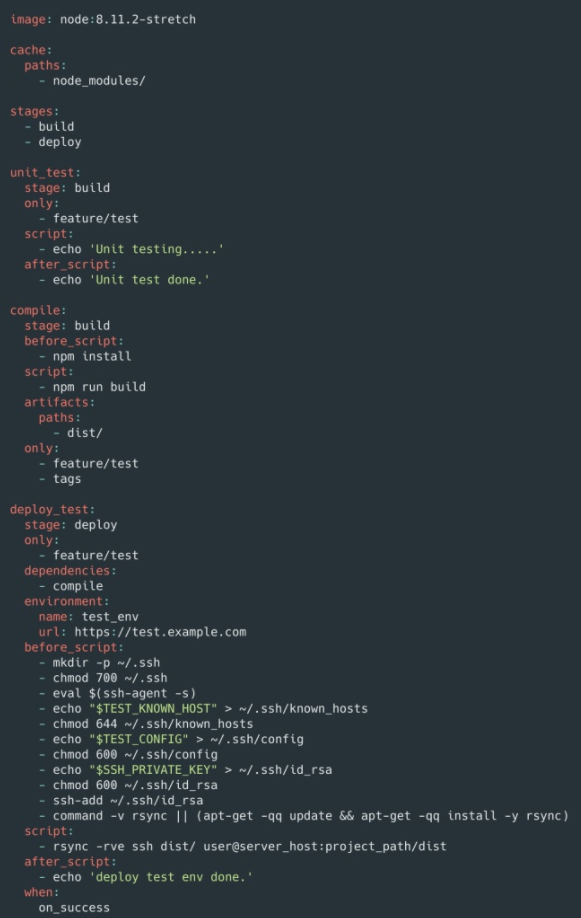 image: node:8.11.2-stretch

cache:
  paths:
    - node_modules/

stages:
  - build
  - deploy

unit_test:
  stage: build
  only:
    - feature/test
  script:
    - echo 'Unit testing.....'
  after_script:
    - echo 'Unit test done.'

compile:
  stage: build
  before_script:
    - npm install
  script:
    - npm run build
  artifacts:
    paths:
      - dist/
  only:
    - feature/test
    - tags

deploy_test:
  stage: deploy
  only:
    - feature/test
  dependencies:
    - compile
  environment:
    name: test_env
    url: https://test.example.com
  before_script:
    - mkdir -p ~/.ssh
    - chmod 700 ~/.ssh
    - eval $(ssh-agent -s)
    - echo "$TEST_KNOWN_HOST" > ~/.ssh/known_hosts
    - chmod 644 ~/.ssh/known_hosts
    - echo "$TEST_CONFIG" > ~/.ssh/config
    - chmod 600 ~/.ssh/config
    - echo "$SSH_PRIVATE_KEY" > ~/.ssh/id_rsa
    - chmod 600 ~/.ssh/id_rsa
    - ssh-add ~/.ssh/id_rsa
    - command -v rsync || (apt-get -qq update && apt-get -qq install -y rsync)
  script:
    - rsync -rve ssh dist/ user@server_host:project_path/dist
  after_script:
    - echo 'deploy test env done.'
  when:
    on_success